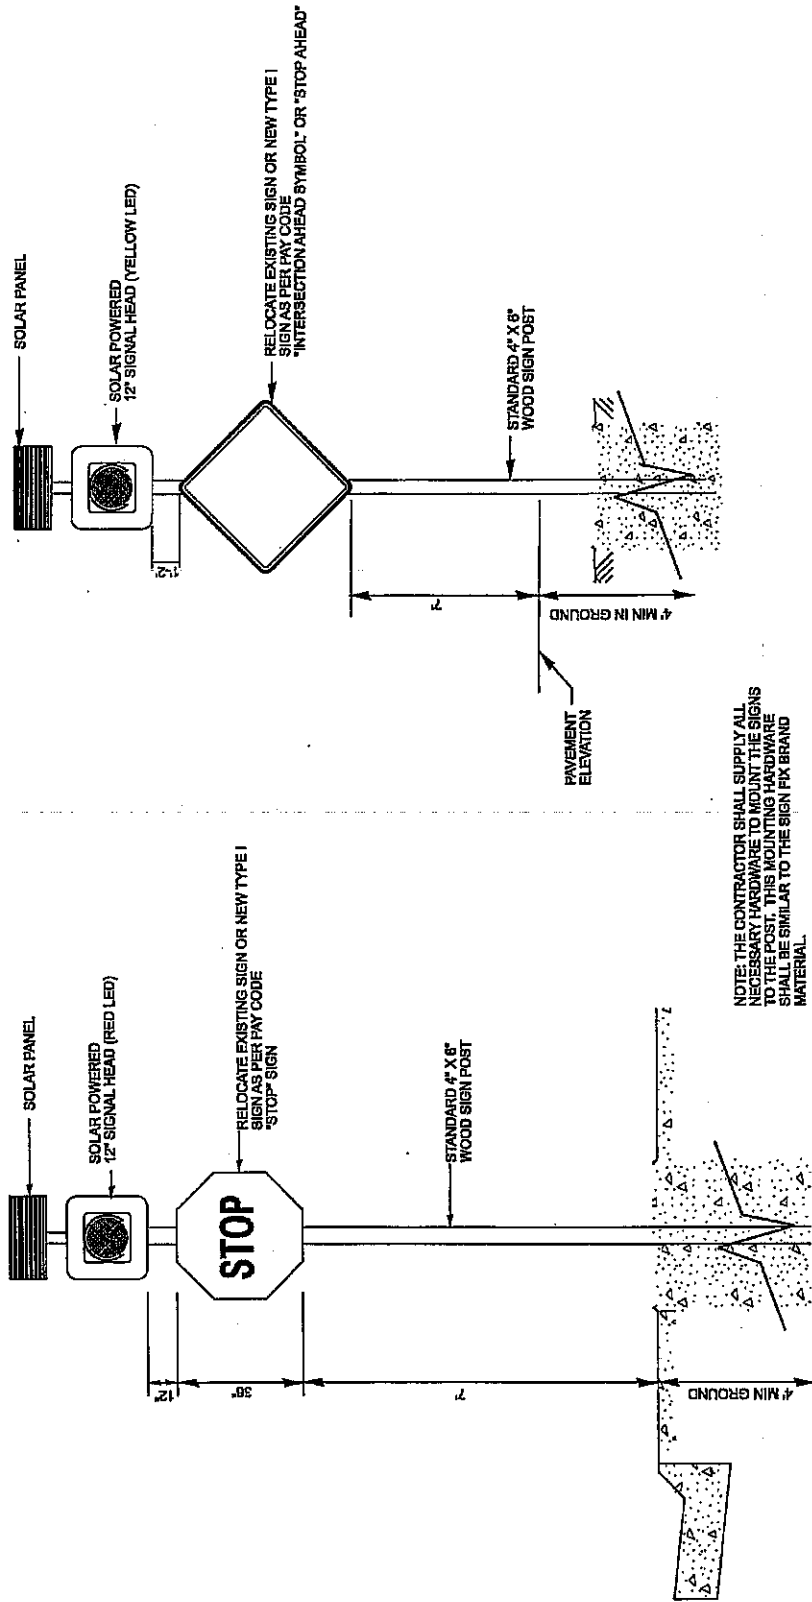 SOLAR PANEL
SOLAR POWERED
12" SIGNAL HEAD (RED LED)
RELOCATE EXISTING SIGN OR NEW TYPE I
SIGN AS PER PAY CODE
"STOP" SIGN
STOP
12"
36"
7'
4' MIN IN GROUND
STANDARD 4" X 6"
WOOD SIGN POST
SOLAR PANEL
SOLAR POWERED
12" SIGNAL HEAD (YELLOW LED)
RELOCATE EXISTING SIGN OR NEW TYPE I
SIGN AS PER PAY CODE
"INTERSECTION AHEAD SYMBOL" OR "STOP AHEAD"
1'-2'
7'
4' MIN IN GROUND
STANDARD 4" X 6"
WOOD SIGN POST
PAVEMENT
ELEVATION
NOTE: THE CONTRACTOR SHALL SUPPLY ALL
NECESSARY HARDWARE TO MOUNT THE SIGNS
TO THE POST. THIS MOUNTING HARDWARE
SHALL BE SIMILAR TO THE SIGN FIX BRAND
MATERIAL.